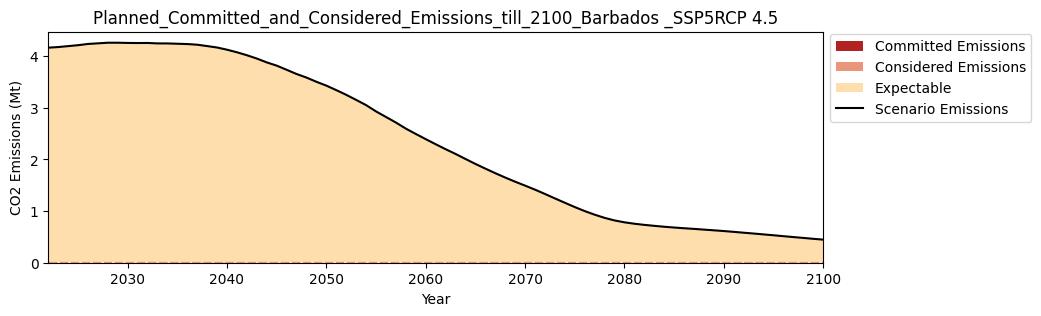 Planned_Committed_and_Considered_Emissions_till_2100_Barbados _SSP5RCP 4.5
Committed Emissions
Considered Emissions
Expectable
Scenario Emissions
CO2 Emissions (Mt)
4
3
2
1
0
2030 2040 2050 2060 2070 2080 2090 2100
Year